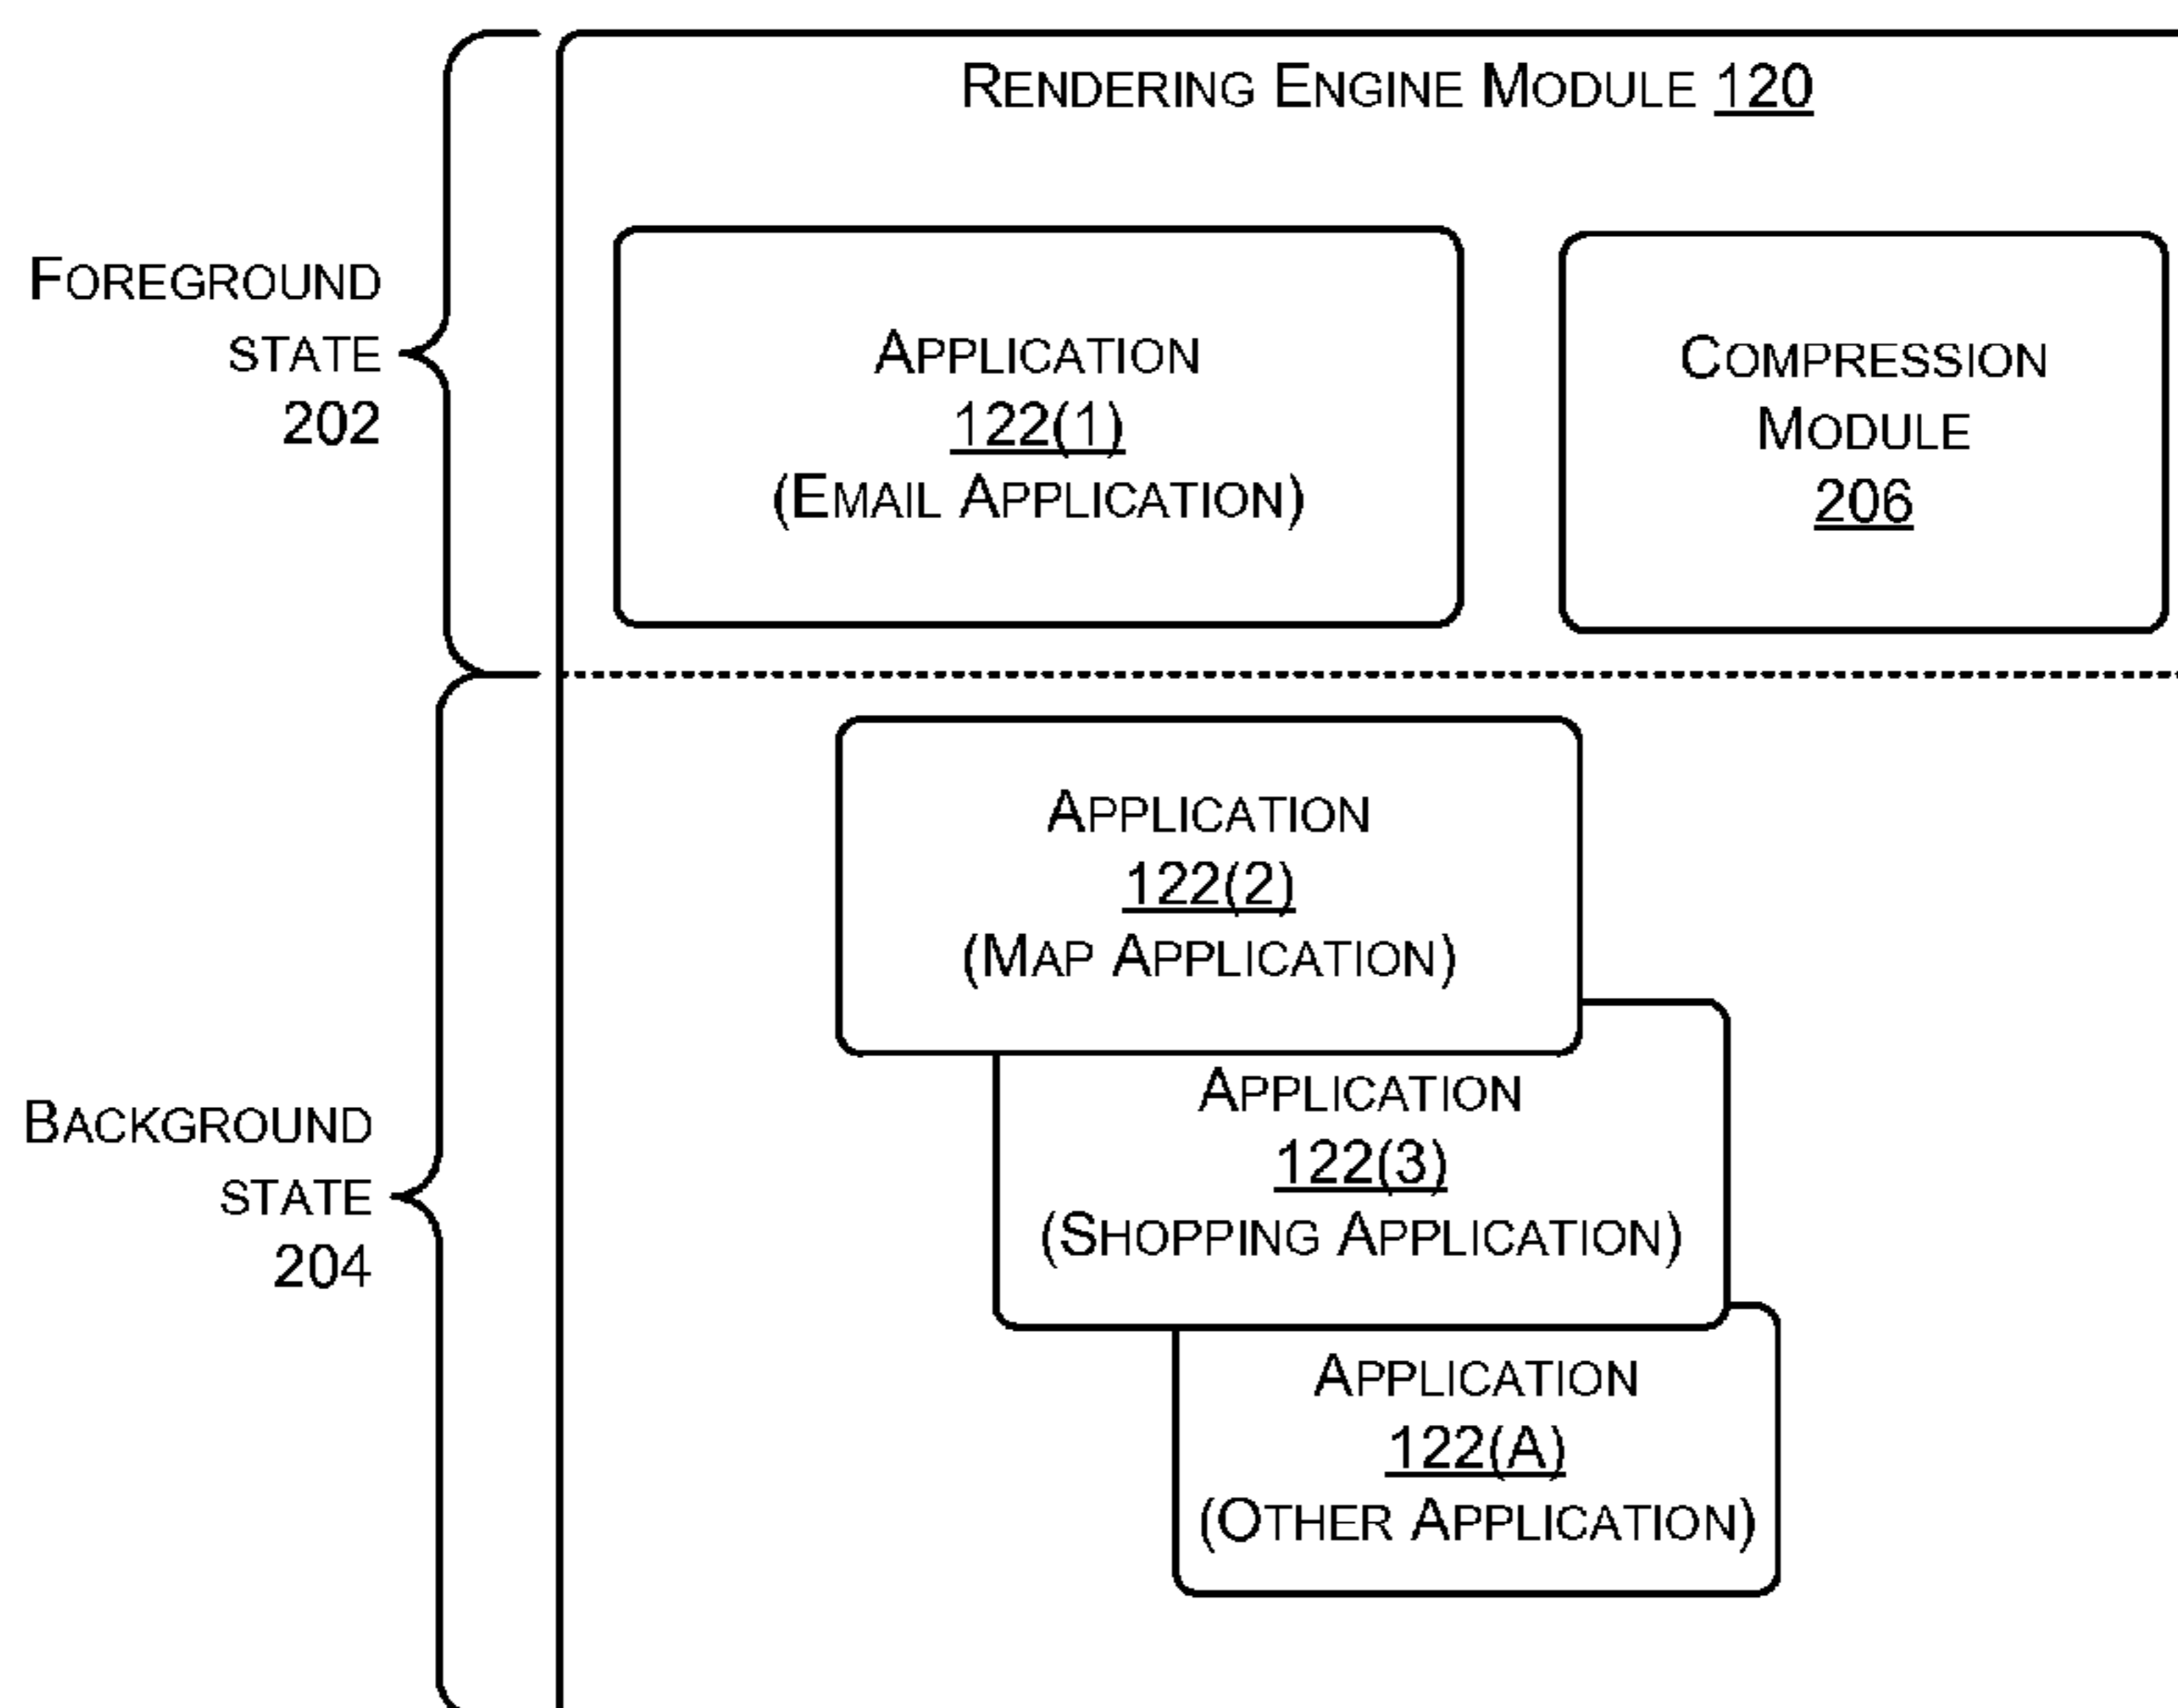 RENDERING ENGINE MODULE 120
FOREGROUND
STATE
202
APPLICATION
122(1)
(EMAIL APPLICATION)
COMPRESSION
MODULE
206
APPLICATION
122(2)
(MAP APPLICATION)
BACKGROUND
STATE
204
APPLICATION
122(3)
(SHOPPING APPLICATION)
APPLICATION
122(A)
(OTHER APPLICATION)